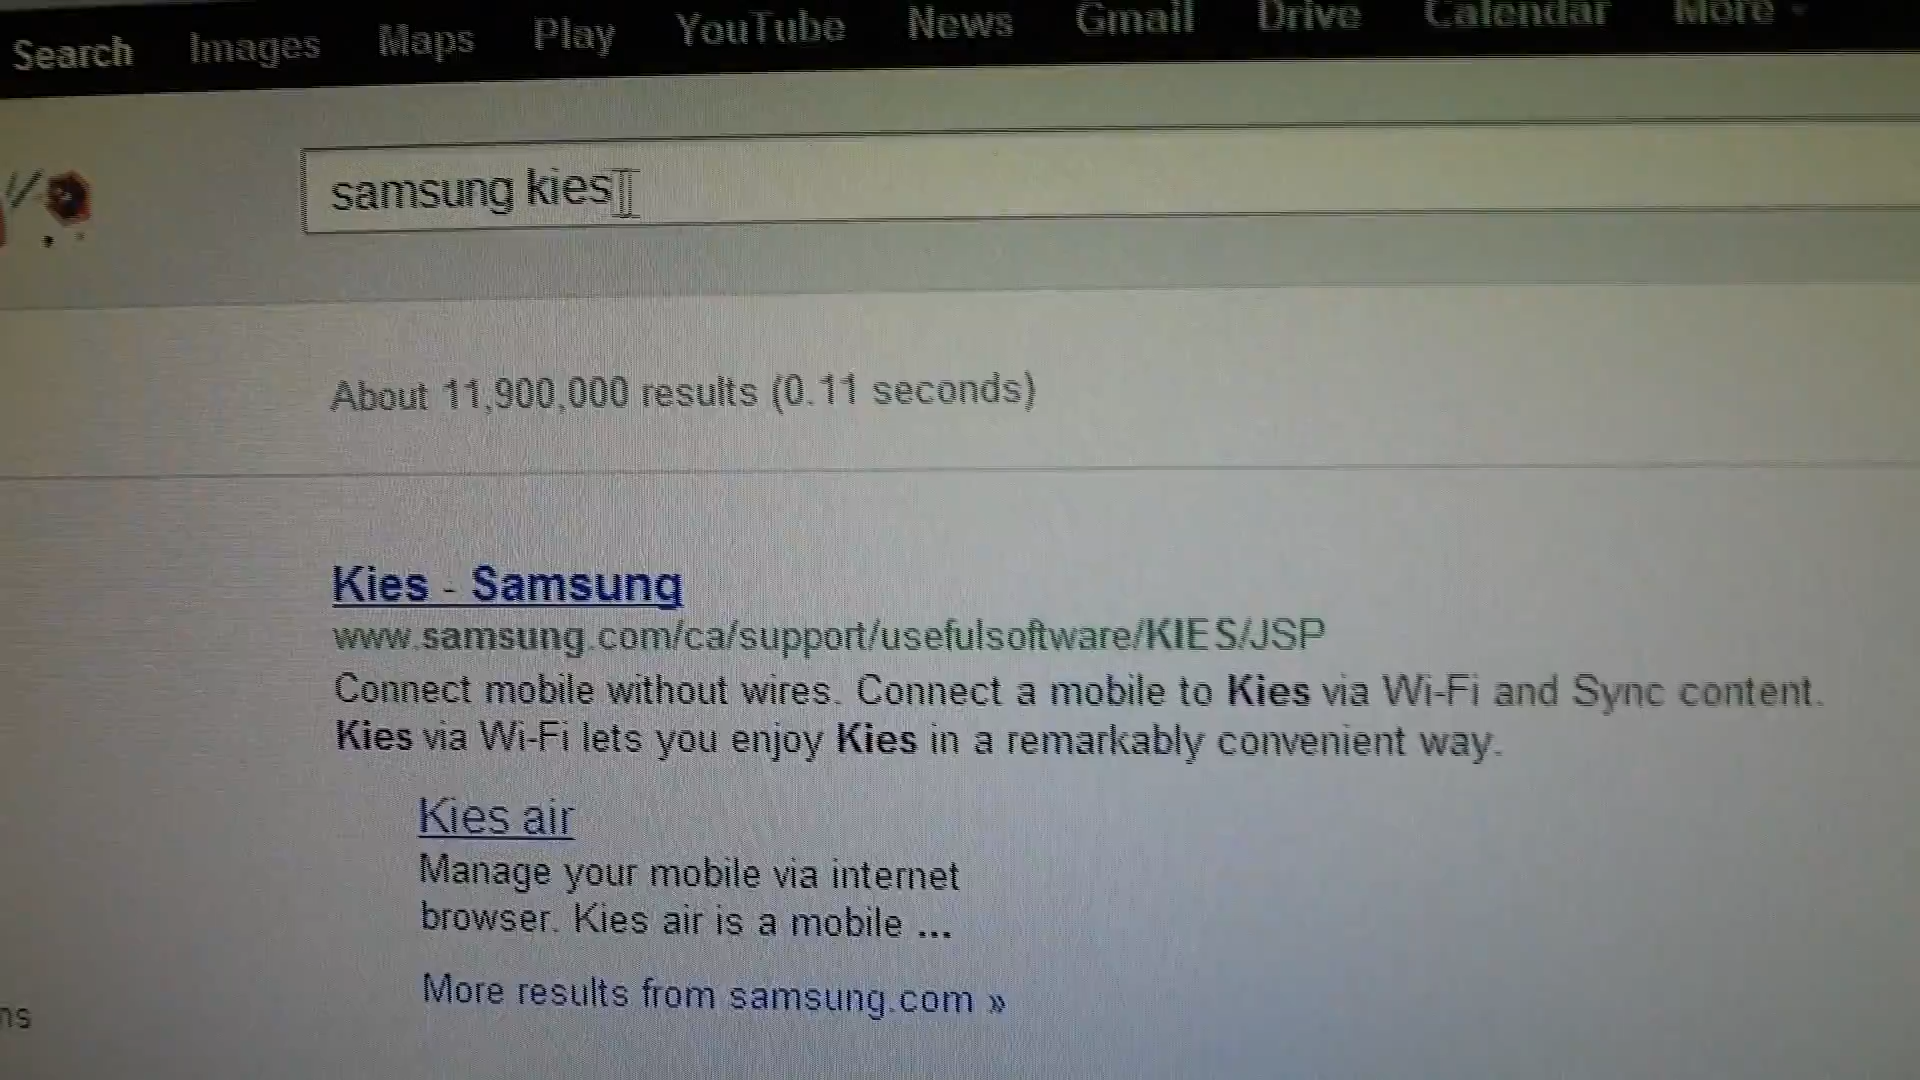 Search Images Maps Play YouTube News Gmail Drive Calendar More
samsung kies
About 11,900,000 results (0.11 seconds)
Kies - Samsung
www.samsung.com/ca/support/usefulsoftware/KIES/JSP
Connect mobile without wires. Connect a mobile to Kies via Wi-Fi and Sync content.
Kies via Wi-Fi lets you enjoy Kies in a remarkably convenient way.
Kies air
Manage your mobile via internet
browser. Kies air is a mobile ...
More results from samsung.com »